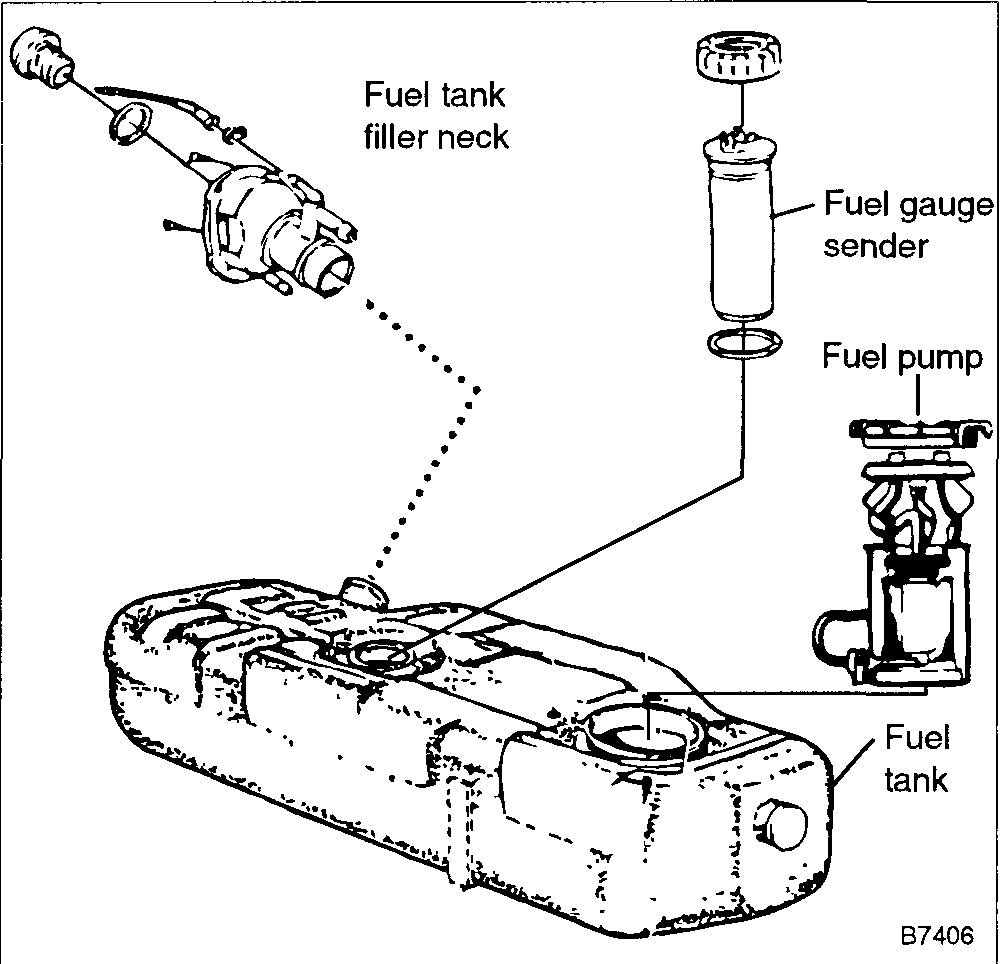 Fuel tank
filler neck
Fuel gauge
sender
Fuel pump
Fuel
tank
B7406